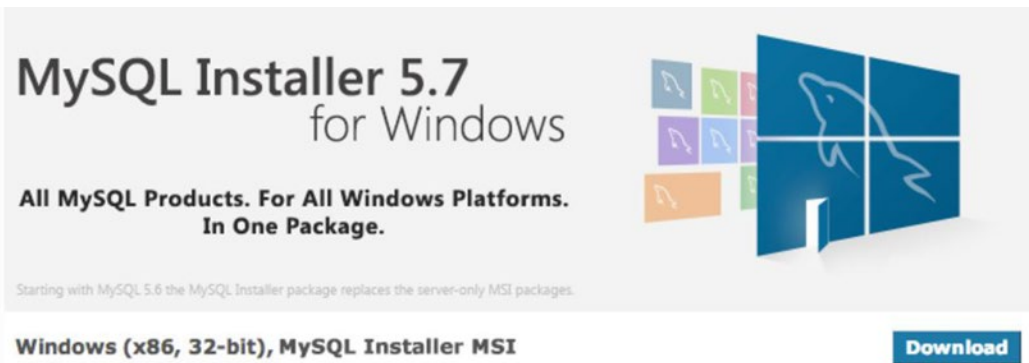 MySQL Installer 5.7
for Windows
All MySQL Products. For All Windows Platforms.
In One Package.
Starting with MySQL 5.6 the MySQL Installer package replaces the server-only MSI packages.
Windows (x86, 32-bit), MySQL Installer MSI
Download